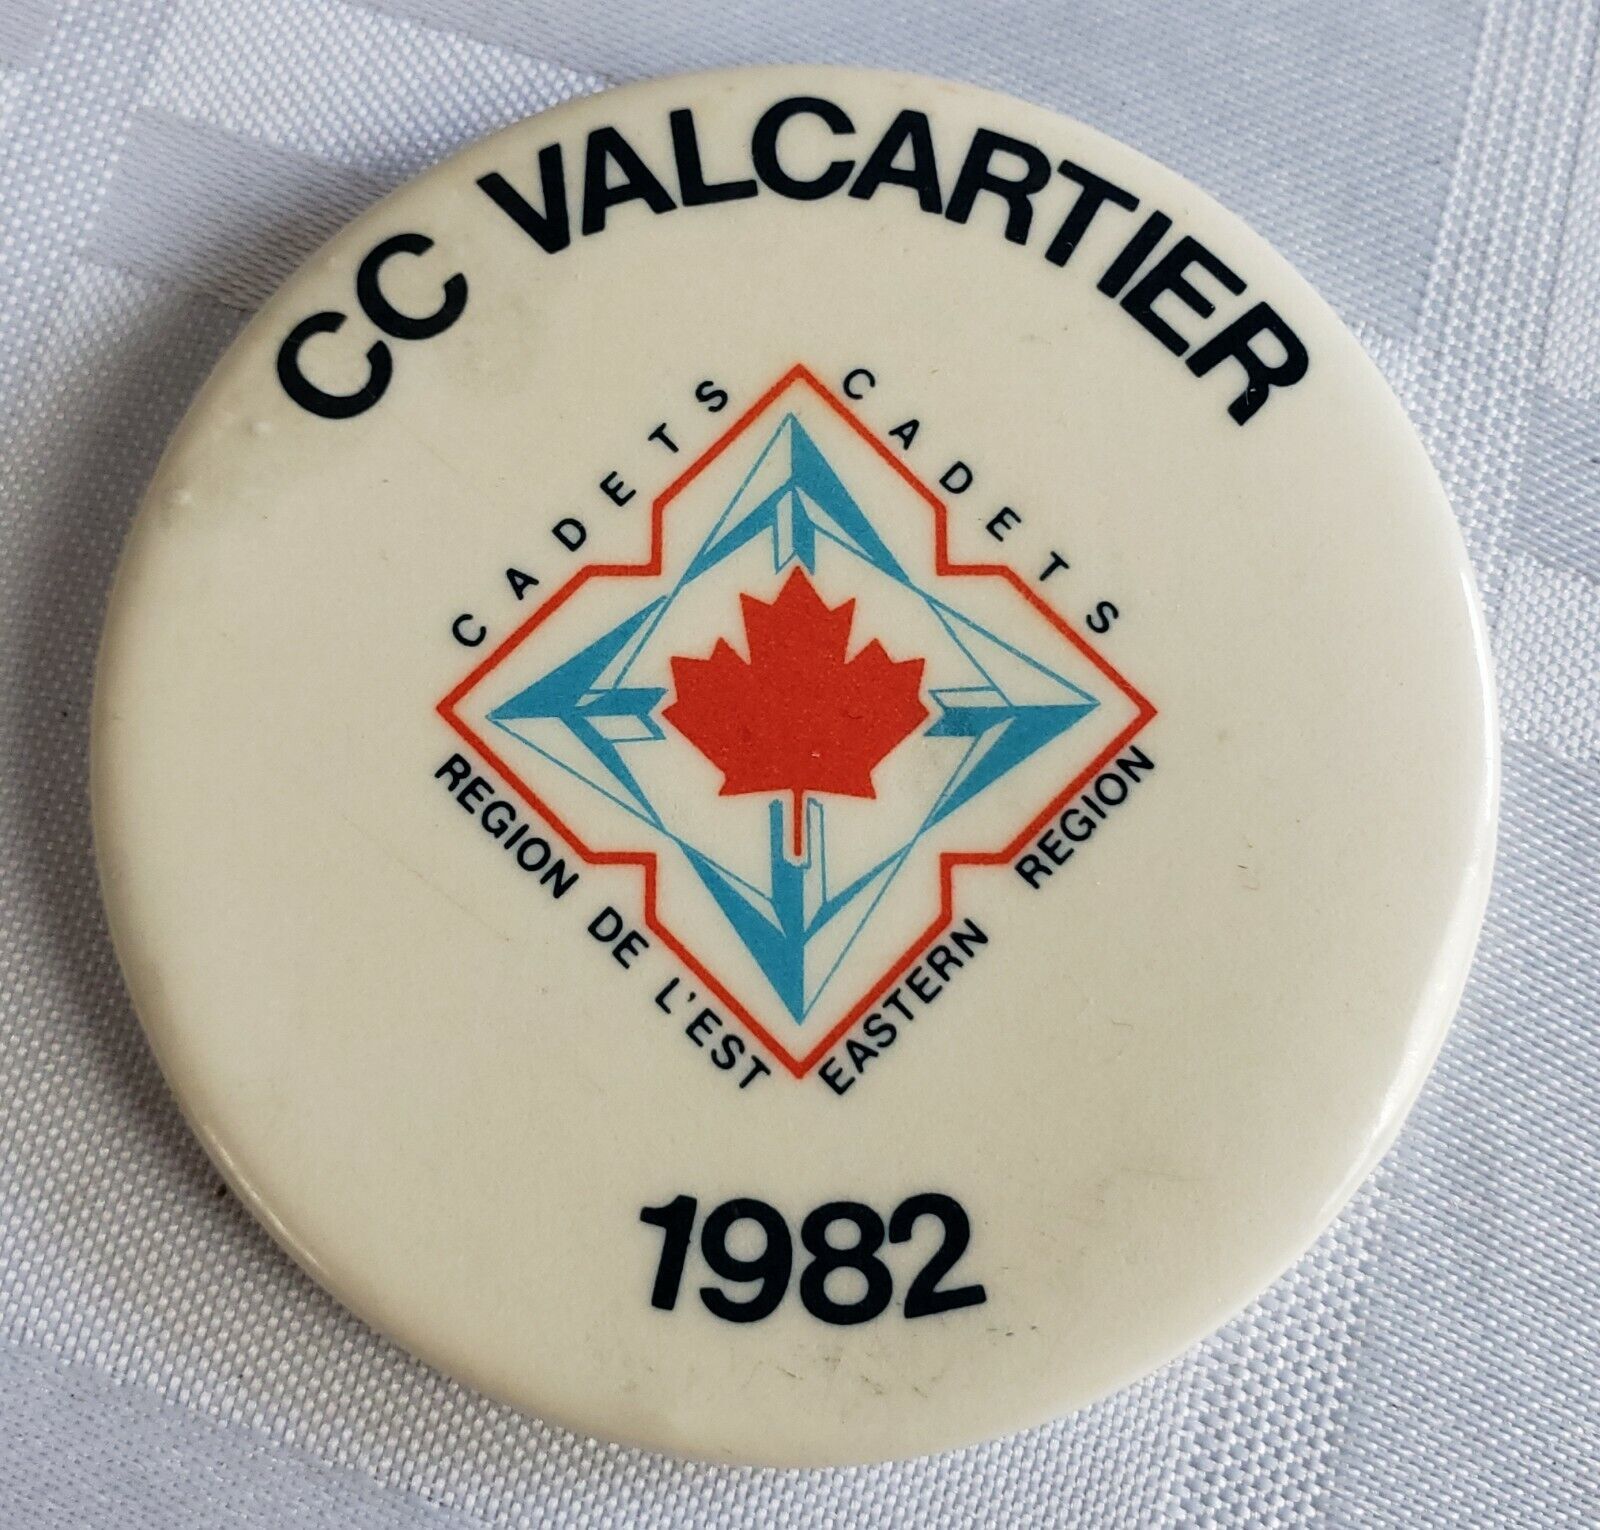 CC VALCARTIER
CADETS
CADETS
REGION DE L'EST
EASTERN REGION
1982